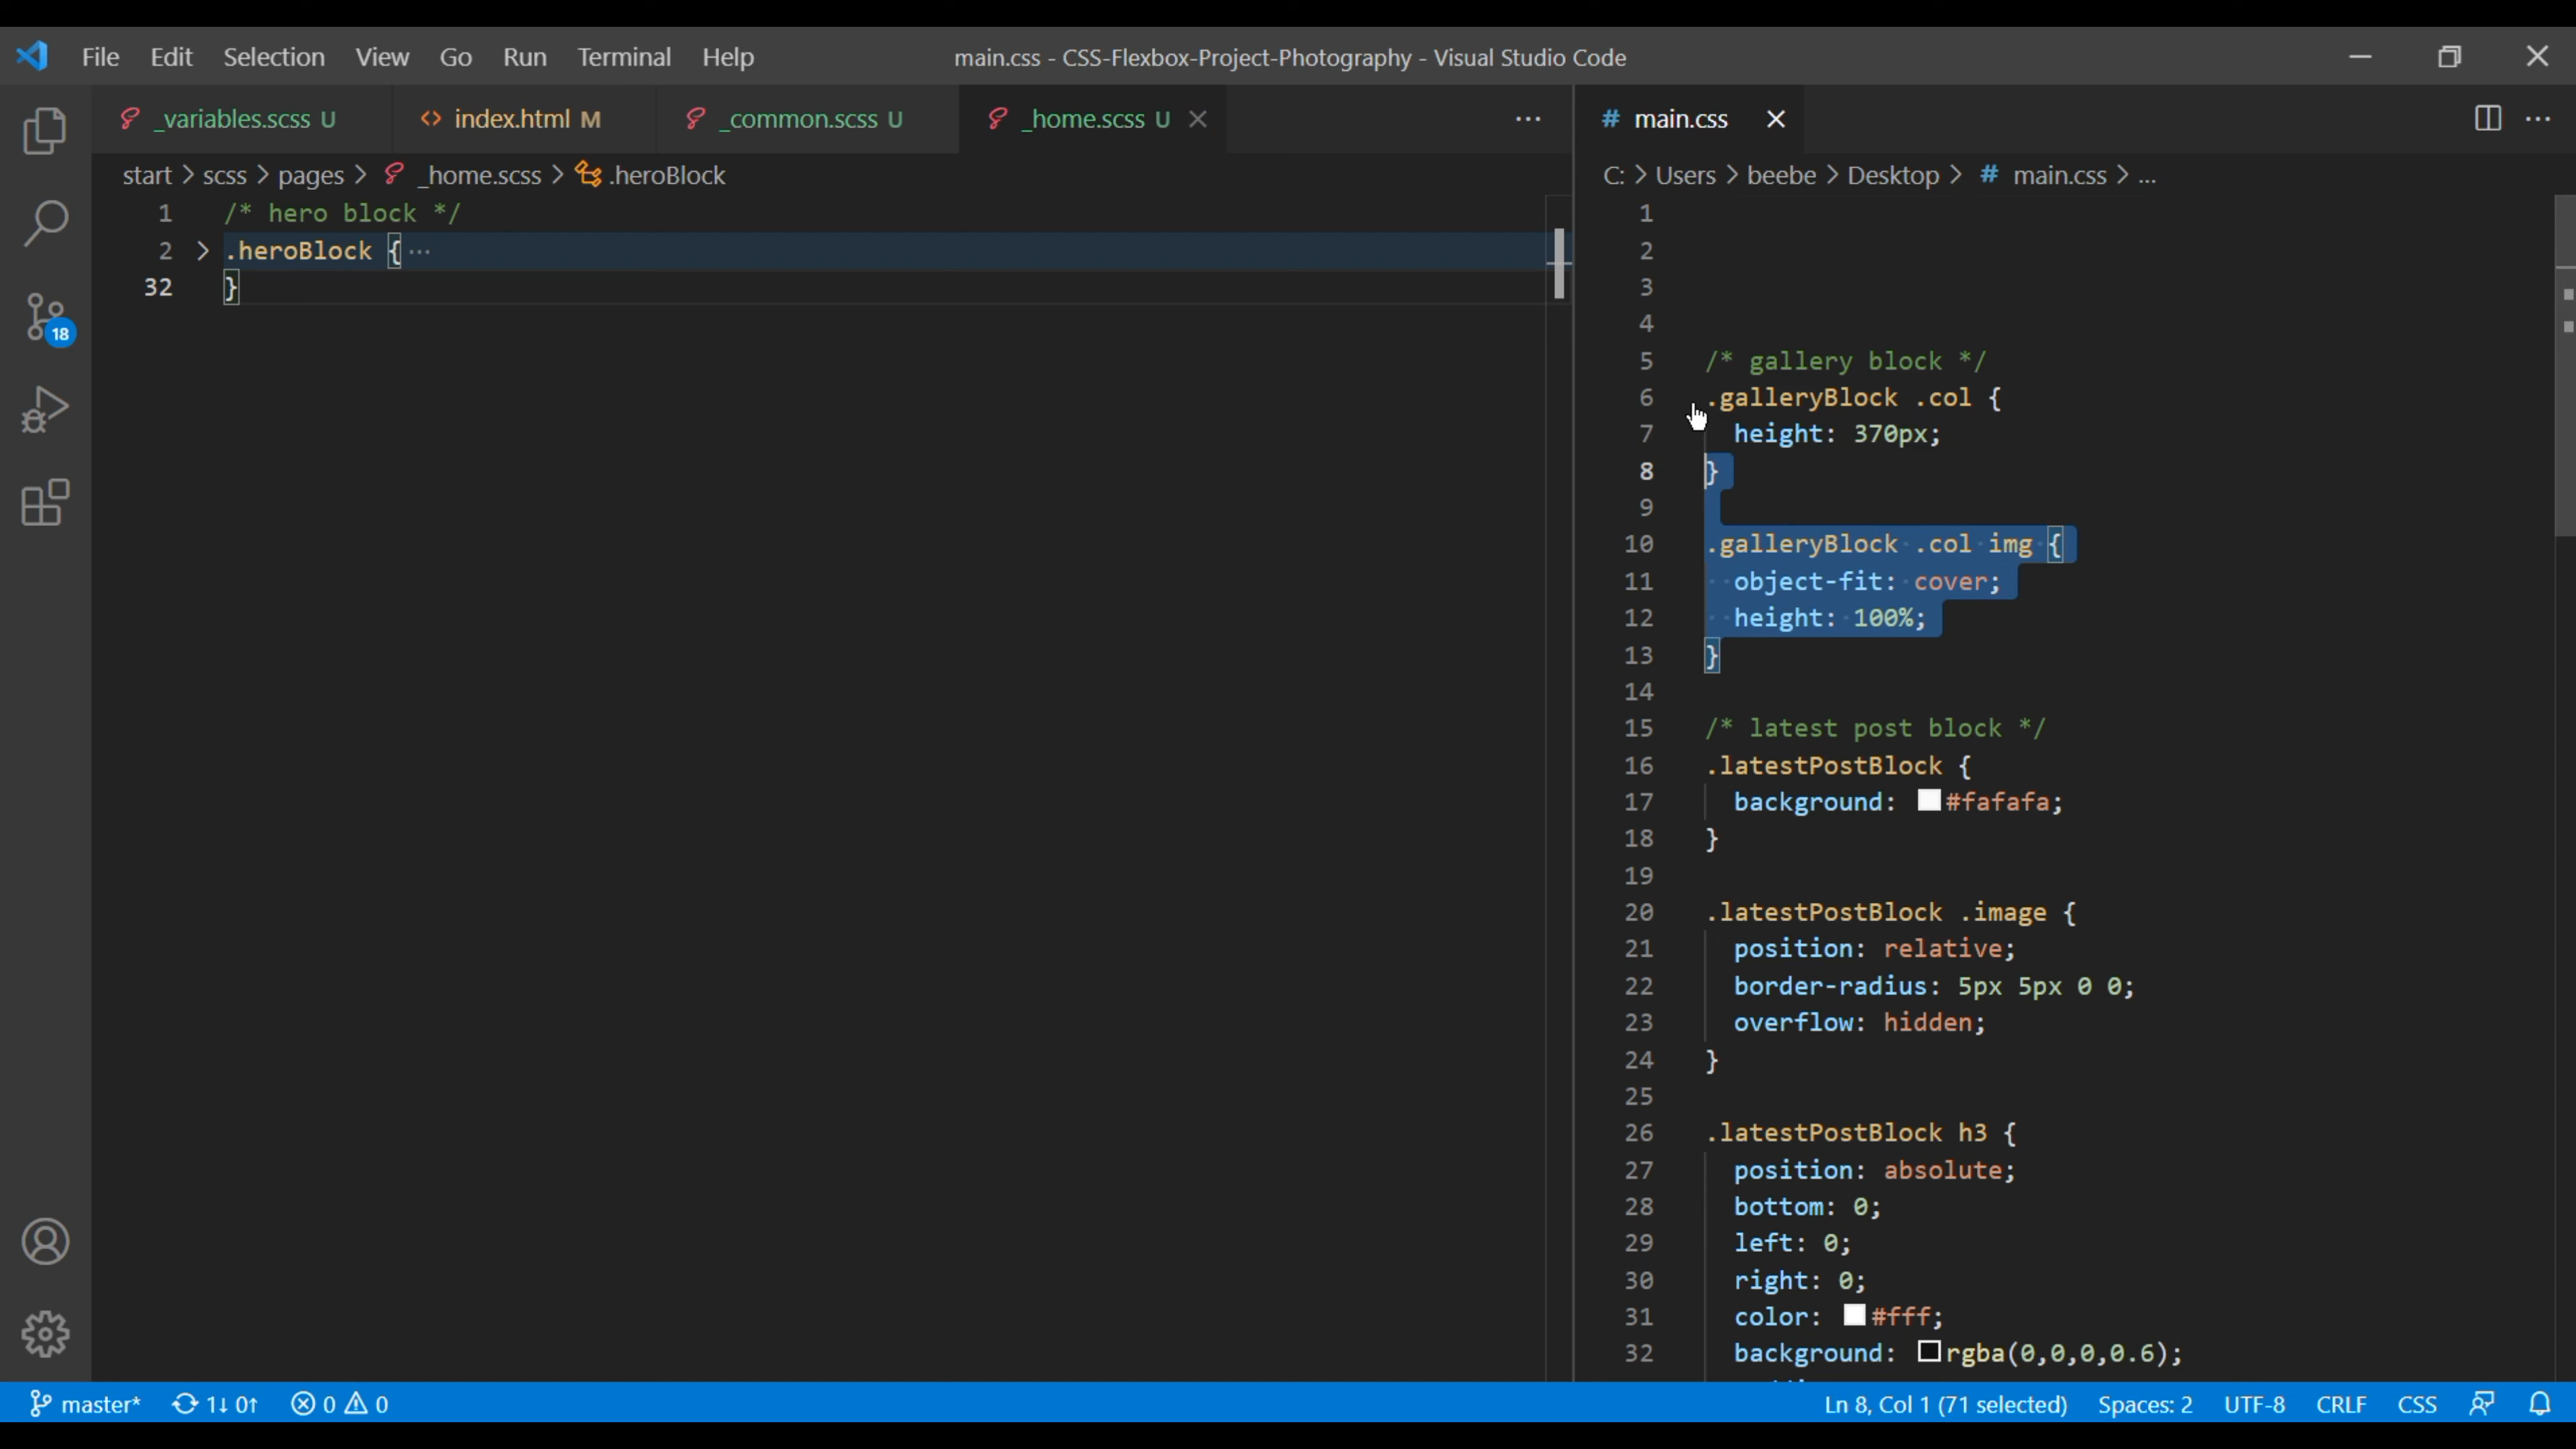 File Edit Selection View Go Run Terminal Help main.css - CSS-Flexbox-Project-Photography - Visual Studio Code
_variables.scss U index.html M _common.scss U _home.scss U
start > scss > pages > _home.scss > .heroBlock
1 /* hero block */
2 > .heroBlock { ···
32 }
# main.css
C: > Users > beebe > Desktop > # main.css > ...
1
2
3
4
5 /* gallery block */
6 .galleryBlock .col {
7 height: 370px;
8 }
9
10 .galleryBlock .col img {
11 object-fit: cover;
12 height: 100%;
13 }
14
15 /* latest post block */
16 .latestPostBlock {
17 background: #fafafa;
18 }
19
20 .latestPostBlock .image {
21 position: relative;
22 border-radius: 5px 5px 0 0;
23 overflow: hidden;
24 }
25
26 .latestPostBlock h3 {
27 position: absolute;
28 bottom: 0;
29 left: 0;
30 right: 0;
31 color: #fff;
32 background: rgba(0,0,0,0.6);
18
master* 1↓ 0↑ 0 0 Ln 8, Col 1 (71 selected) Spaces: 2 UTF-8 CRLF CSS